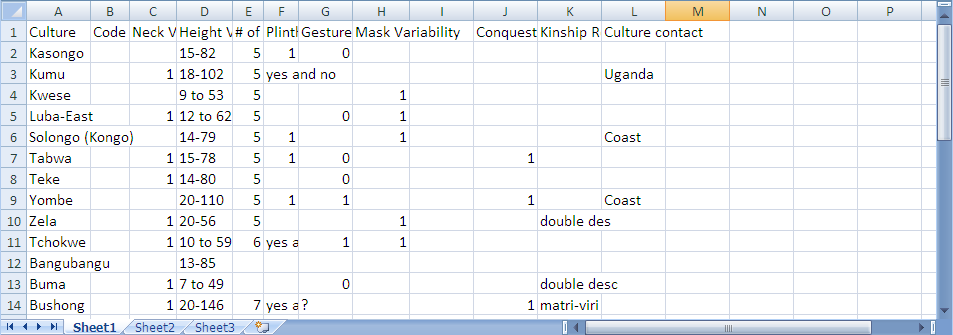 A B C D E F G H I J K L M N O P
1 Culture Code Neck V Height V # of Plinth Gesture Mask Variability Conquest Kinship R Culture contact
2 Kasongo 15-82 5 1 0
3 Kumu 1 18-102 5 yes and no Uganda
4 Kwese 9 to 53 5 1
5 Luba-East 1 12 to 62 5 0 1
6 Solongo (Kongo) 14-79 5 1 1 Coast
7 Tabwa 1 15-78 5 1 0 1
8 Teke 1 14-80 5 0
9 Yombe 20-110 5 1 1 1 Coast
10 Zela 1 20-56 5 1 double des
11 Tchokwe 1 10 to 59 6 yes a 1 1
12 Bangubangu 13-85
13 Buma 1 7 to 49 0 double desc
14 Bushong 1 20-146 7 yes a ? 1 matri-viri
Sheet1 Sheet2 Sheet3